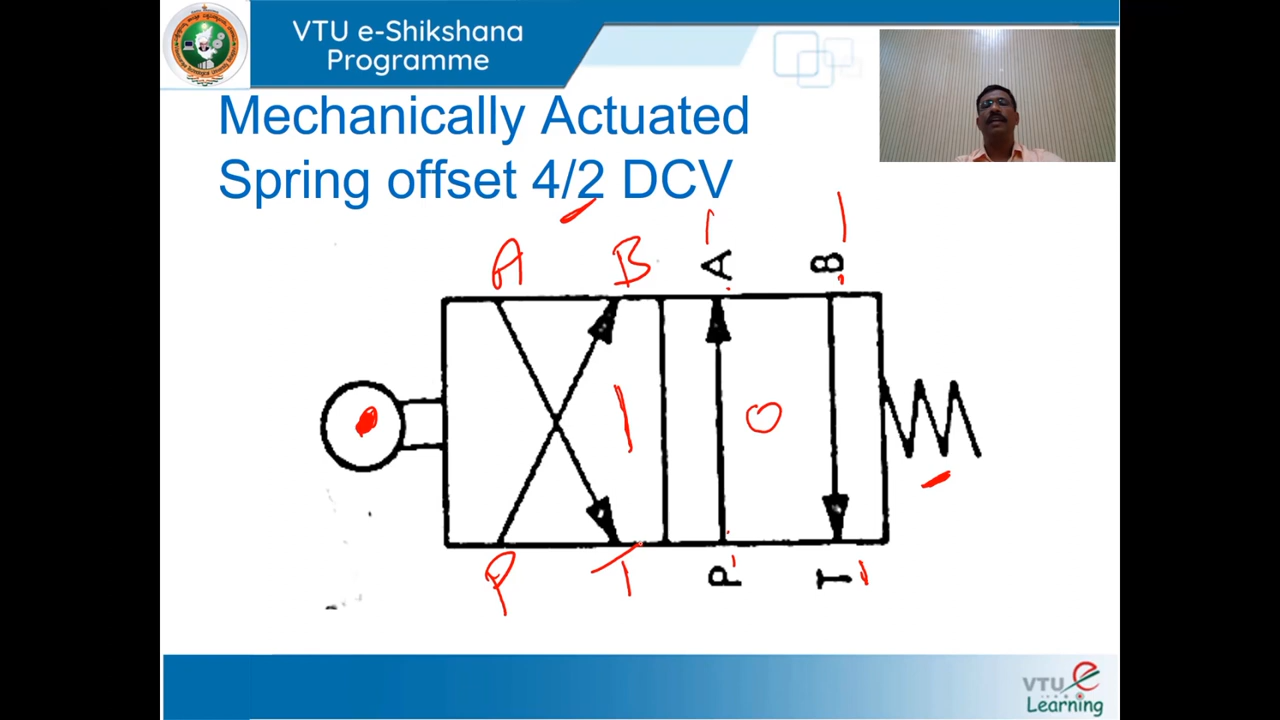 VTU e-Shikshana
Programme
Mechanically Actuated
Spring offset 4/2 DCV
A B A B
1 0
P T P T
VTU e
Learning